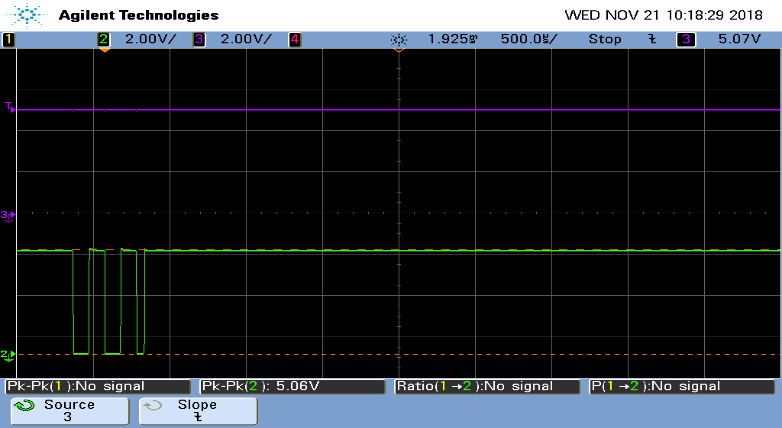 Agilent Technologies WED NOV 21 10:18:29 2018
1 2 2.00V/ 3 2.00V/ 4 1.925s 500.0s/ Stop 3 5.07V
T
3
2
Pk-Pk(1):No signal Pk-Pk(2): 5.06V Ratio(1→2):No signal P(1→2):No signal
Source Slope
3